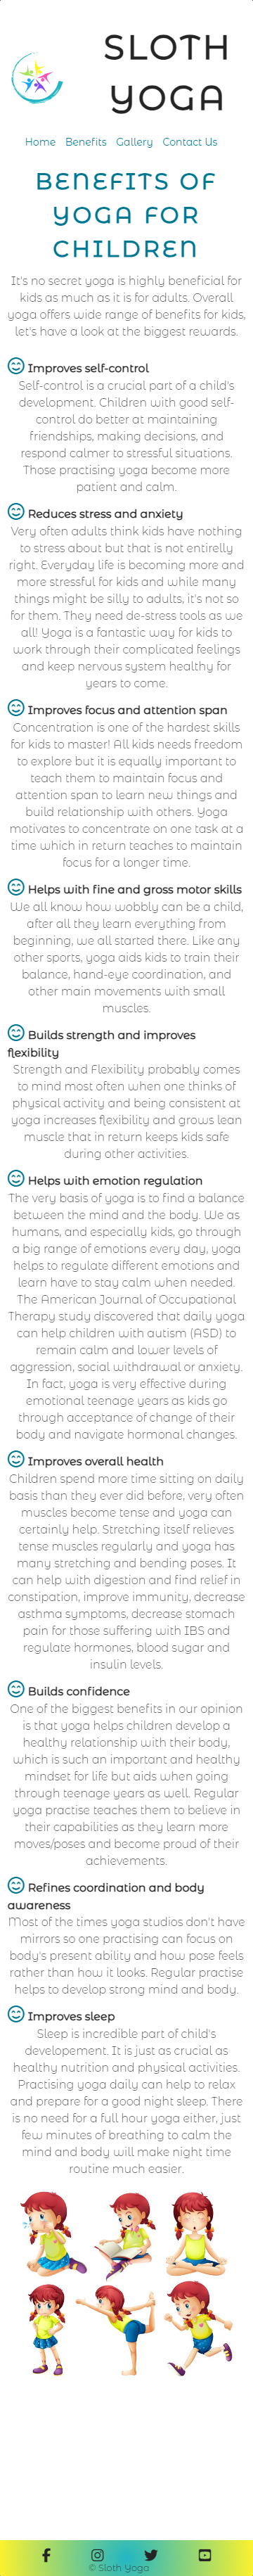 SLOTH
YOGA
Home Benefits Gallery Contact Us
BENEFITS OF
YOGA FOR
CHILDREN
It's no secret yoga is highly beneficial for
kids as much as it is for adults. Overall
yoga offers wide range of benefits for kids,
let's have a look at the biggest rewards.
Improves self-control
Self-control is a crucial part of a child's
development. Children with good self-
control do better at maintaining
friendships, making decisions, and
respond calmer to stressful situations.
Those practising yoga become more
patient and calm.
Reduces stress and anxiety
Very often adults think kids have nothing
to stress about but that is not entirelly
right. Everyday life is becoming more and
more stressful for kids and while many
things might be silly to adults, it's not so
for them. They need de-stress tools as we
all! Yoga is a fantastic way for kids to
work through their complicated feelings
and keep nervous system healthy for
years to come.
Improves focus and attention span
Concentration is one of the hardest skills
for kids to master! All kids needs freedom
to explore but it is equally important to
teach them to maintain focus and
attention span to learn new things and
build relationship with others. Yoga
motivates to concentrate on one task at a
time which in return teaches to maintain
focus for a longer time.
Helps with fine and gross motor skills
We all know how wobbly can be a child,
after all they learn everything from
beginning, we all started there. Like any
other sports, yoga aids kids to train their
balance, hand-eye coordination, and
other main movements with small
muscles.
Builds strength and improves
flexibility
Strength and Flexibility probably comes
to mind most often when one thinks of
physical activity and being consistent at
yoga increases flexibility and grows lean
muscle that in return keeps kids safe
during other activities.
Helps with emotion regulation
The very basis of yoga is to find a balance
between the mind and the body. We as
humans, and especially kids, go through
a big range of emotions every day, yoga
helps to regulate different emotions and
learn have to stay calm when needed.
The American Journal of Occupational
Therapy study discovered that daily yoga
can help children with autism (ASD) to
remain calm and lower levels of
aggression, social withdrawal or anxiety.
In fact, yoga is very effective during
emotional teenage years as kids go
through acceptance of change of their
body and navigate hormonal changes.
Improves overall health
Children spend more time sitting on daily
basis than they ever did before, very often
muscles become tense and yoga can
certainly help. Stretching itself relieves
tense muscles regularly and yoga has
many stretching and bending poses. It
can help with digestion and find relief in
constipation, improve immunity, decrease
asthma symptoms, decrease stomach
pain for those suffering with IBS and
regulate hormones, blood sugar and
insulin levels.
Builds confidence
One of the biggest benefits in our opinion
is that yoga helps children develop a
healthy relationship with their body,
which is such an important and healthy
mindset for life but aids when going
through teenage years as well. Regular
yoga practise teaches them to believe in
their capabilities as they learn more
moves/poses and become proud of their
achievements.
Refines coordination and body
awareness
Most of the times yoga studios don't have
mirrors so one practising can focus on
body's present ability and how pose feels
rather than how it looks. Regular practise
helps to develop strong mind and body.
Improves sleep
Sleep is incredible part of child's
developement. It is just as crucial as
healthy nutrition and physical activities.
Practising yoga daily can help to relax
and prepare for a good night sleep. There
is no need for a full hour yoga either, just
few minutes of breathing to calm the
mind and body will make night time
routine much easier.
© Sloth Yoga